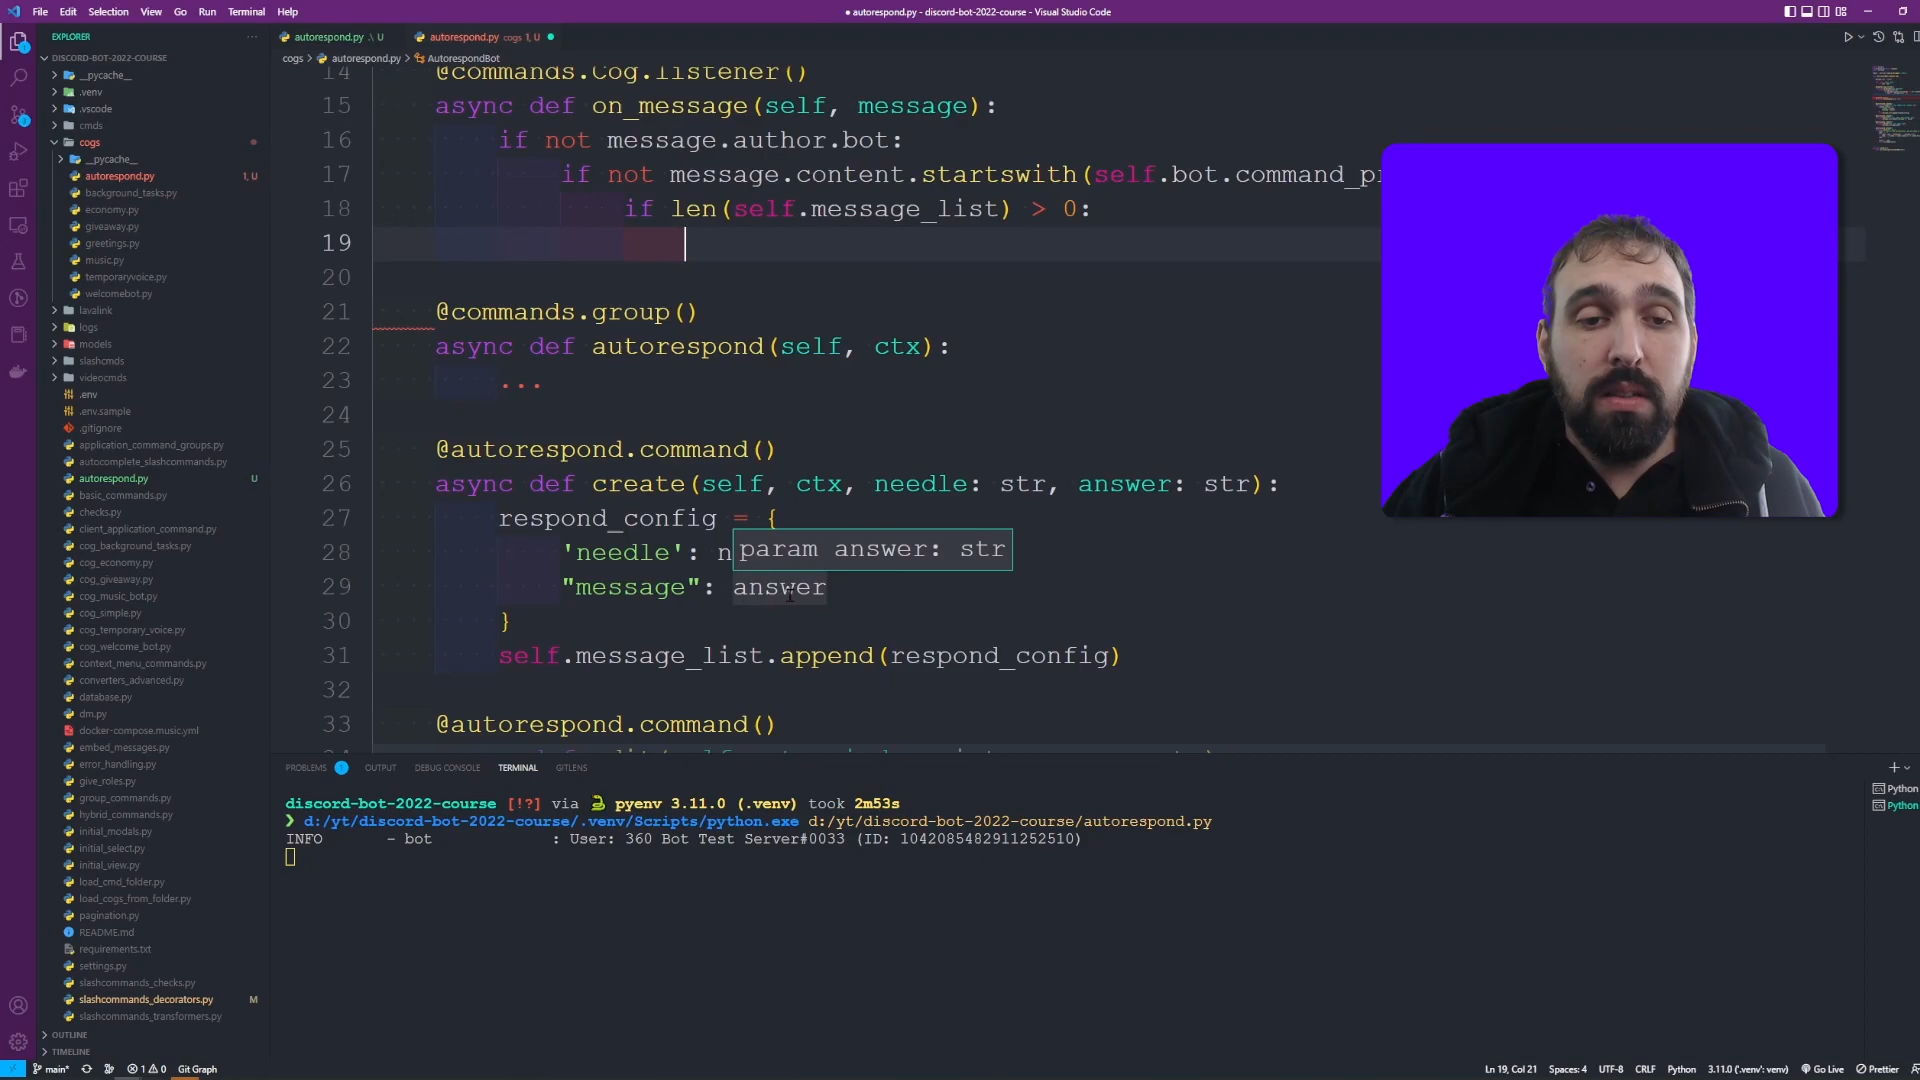 File Edit Selection View Go Run Terminal Help
● autorespond.py - discord-bot-2022-course - Visual Studio Code
EXPLORER
autorespond.py .\ U
autorespond.py cogs 1, U
DISCORD-BOT-2022-COURSE
cogs > autorespond.py > AutorespondBot
__pycache__
.venv
.vscode
cmds
cogs
__pycache__
autorespond.py 1, U
background_tasks.py
economy.py
giveaway.py
greetings.py
music.py
temporaryvoice.py
welcomebot.py
lavalink
logs
models
slashcmds
videocmds
.env
.env.sample
.gitignore
application_command_groups.py
autocomplete_slashcommands.py
autorespond.py U
basic_commands.py
checks.py
client_application_command.py
cog_background_tasks.py
cog_economy.py
cog_giveaway.py
cog_music_bot.py
cog_simple.py
cog_temporary_voice.py
cog_welcome_bot.py
context_menu_commands.py
converters_advanced.py
database.py
dm.py
docker-compose.music.yml
embed_messages.py
error_handling.py
give_roles.py
group_commands.py
hybrid_commands.py
initial_modals.py
initial_select.py
initial_view.py
load_cmd_folder.py
load_cogs_from_folder.py
pagination.py
README.md
requirements.txt
settings.py
slashcommands_checks.py
slashcommands_decorators.py M
slashcommands_transformers.py
OUTLINE
TIMELINE
14 @commands.Cog.listener()
15 async def on_message(self, message):
16 if not message.author.bot:
17 if not message.content.startswith(self.bot.command_p
18 if len(self.message_list) > 0:
19
20
21 @commands.group()
22 async def autorespond(self, ctx):
23 ...
24
25 @autorespond.command()
26 async def create(self, ctx, needle: str, answer: str):
27 respond_config = {
28 'needle': n
param answer: str
29 "message": answer
30 }
31 self.message_list.append(respond_config)
32
33 @autorespond.command()
PROBLEMS 1 OUTPUT DEBUG CONSOLE TERMINAL GITLENS
discord-bot-2022-course [!?] via pyenv 3.11.0 (.venv) took 2m53s
❯ d:/yt/discord-bot-2022-course/.venv/Scripts/python.exe d:/yt/discord-bot-2022-course/autorespond.py
INFO - bot : User: 360 Bot Test Server#0033 (ID: 1042085482911252510)
Python
Python
main* 1 0 Git Graph
Ln 19, Col 21 Spaces: 4 UTF-8 CRLF Python 3.11.0 ('.venv': venv) Go Live Prettier